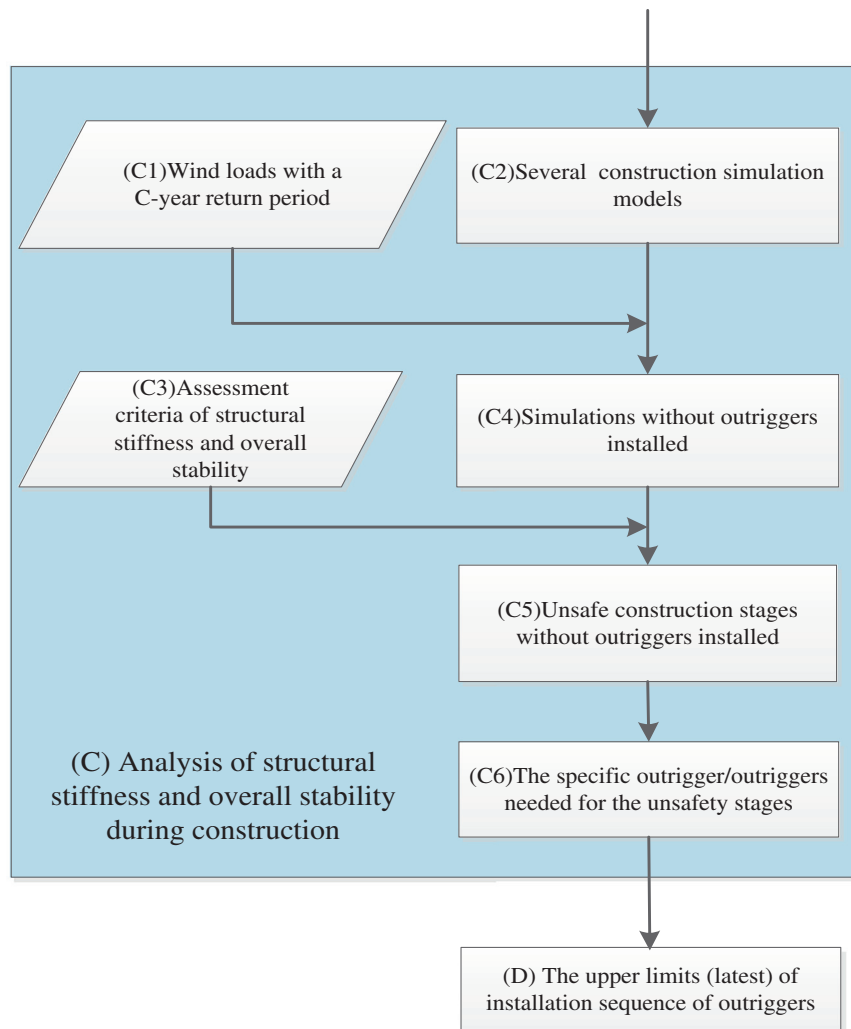 (C1)Wind loads with a
C-year return period
(C2)Several construction simulation
models
(C3)Assessment
criteria of structural
stiffness and overall
stability
(C4)Simulations without outriggers
installed
(C5)Unsafe construction stages
without outriggers installed
(C) Analysis of structural
stiffness and overall stability
during construction
(C6)The specific outrigger/outriggers
needed for the unsafety stages
(D) The upper limits (latest) of
installation sequence of outriggers